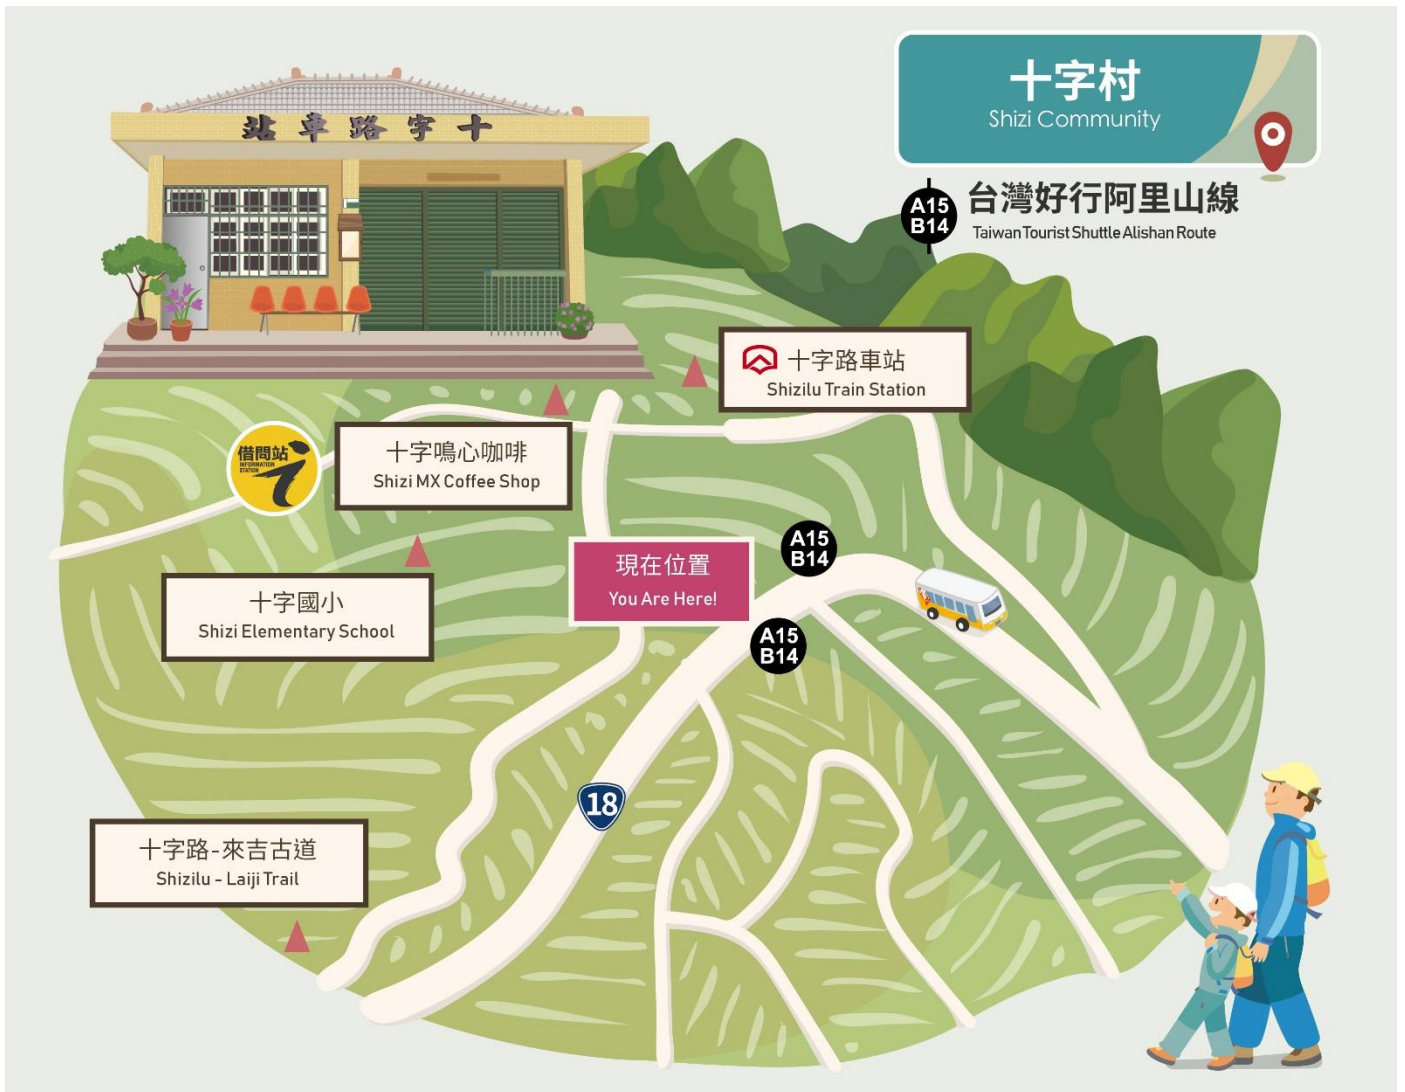 十字村
Shizi Community
A15
B14
台灣好行阿里山線
Taiwan Tourist Shuttle Alishan Route
站車路字十
十字路車站
Shizilu Train Station
借問站
INFORMATION
STATION
十字鳴心咖啡
Shizi MX Coffee Shop
現在位置
You Are Here!
A15
B14
A15
B14
十字國小
Shizi Elementary School
18
十字路-來吉古道
Shizilu - Laiji Trail